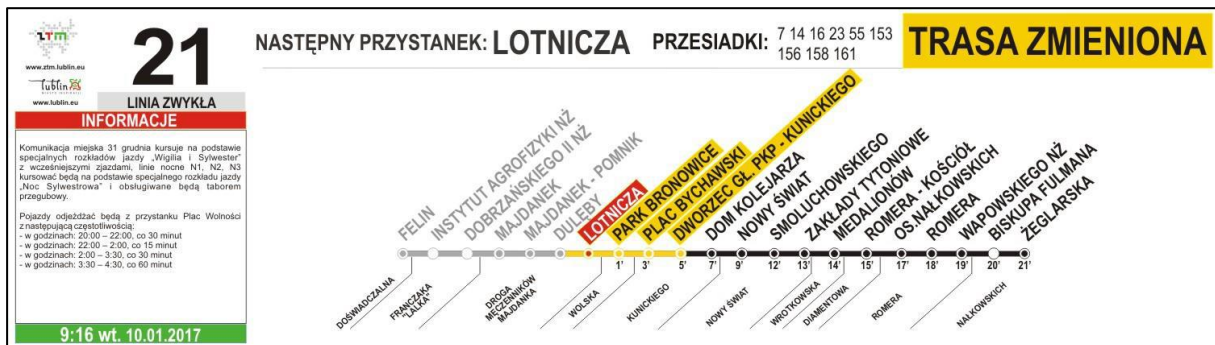 ztm
www.ztm.lublin.eu
lublin
www.lublin.eu
21
LINIA ZWYKŁA
INFORMACJE
Komunikacja miejska 31 grudnia kursuje na podstawie
specjalnych rozkładów jazdy „Wigilia i Sylwester”
z wcześniejszymi zjazdami, linie nocne N1, N2, N3
kursować będą na podstawie specjalnego rozkładu jazdy
„Noc Sylwestrowa” i obsługiwane będą taborem
przegubowy.
Pojazdy odjeżdżać będą z przystanku Plac Wolności
z następującą częstotliwością:
- w godzinach: 20:00 – 22:00, co 30 minut
- w godzinach: 22:00 – 2:00, co 15 minut
- w godzinach: 2:00 – 3:30, co 30 minut
- w godzinach: 3:30 – 4:30, co 60 minut
9:16 wt. 10.01.2017
NASTĘPNY PRZYSTANEK: LOTNICZA
PRZESIADKI: 7 14 16 23 55 153
156 158 161
TRASA ZMIENIONA
FELIN
INSTYTUT AGROFIZYKI NŻ
DOBRZAŃSKIEGO II NŻ
MAJDANEK
MAJDANEK - POMNIK
DULĘBY
LOTNICZA
PARK BRONOWICE
PLAC BYCHAWSKI
DWORZEC GŁ. PKP - KUNICKIEGO
DOM KOLEJARZA
NOWY ŚWIAT
SMOLUCHOWSKIEGO
ZAKŁADY TYTONIOWE
MEDALIONÓW
ROMERA - KOŚCIÓŁ
OS.NAŁKOWSKICH
ROMERA
WAPOWSKIEGO NŻ
BISKUPA FULMANA
ŻEGLARSKA
1' 3' 5' 7' 9' 12' 13' 14' 15' 17' 18' 19' 20' 21'
DOŚWIADCZALNA
FRANCZAKA
"LALKA"
DROGA
MĘCZENNIKÓW
MAJDANKA
WOLSKA
KUNICKIEGO
NOWY ŚWIAT
WROTKOWSKA
DIAMENTOWA
ROMERA
NAŁKOWSKICH